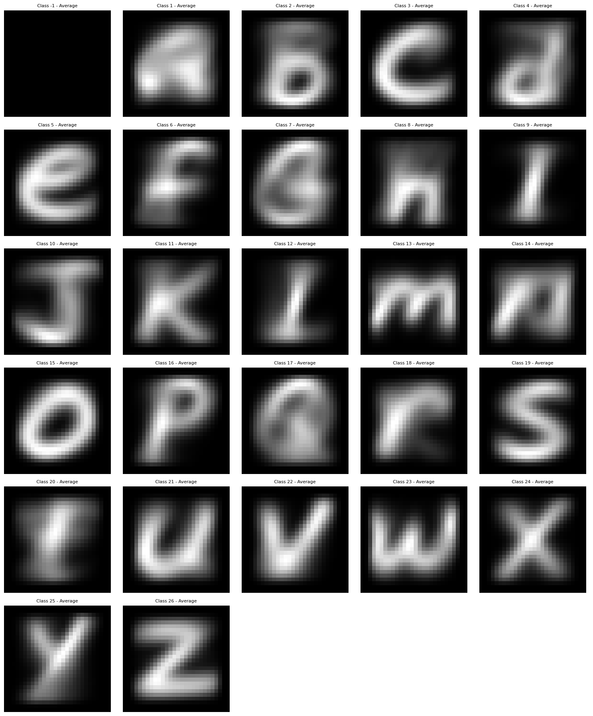 Class -1 - Average Class 1 - Average Class 2 - Average Class 3 - Average Class 4 - Average
a b c d
Class 5 - Average Class 6 - Average Class 7 - Average Class 8 - Average Class 9 - Average
e F G n I
Class 10 - Average Class 11 - Average Class 12 - Average Class 13 - Average Class 14 - Average
J K l m n
Class 15 - Average Class 16 - Average Class 17 - Average Class 18 - Average Class 19 - Average
O P Q r S
Class 20 - Average Class 21 - Average Class 22 - Average Class 23 - Average Class 24 - Average
I U V W X
Class 25 - Average Class 26 - Average
y Z